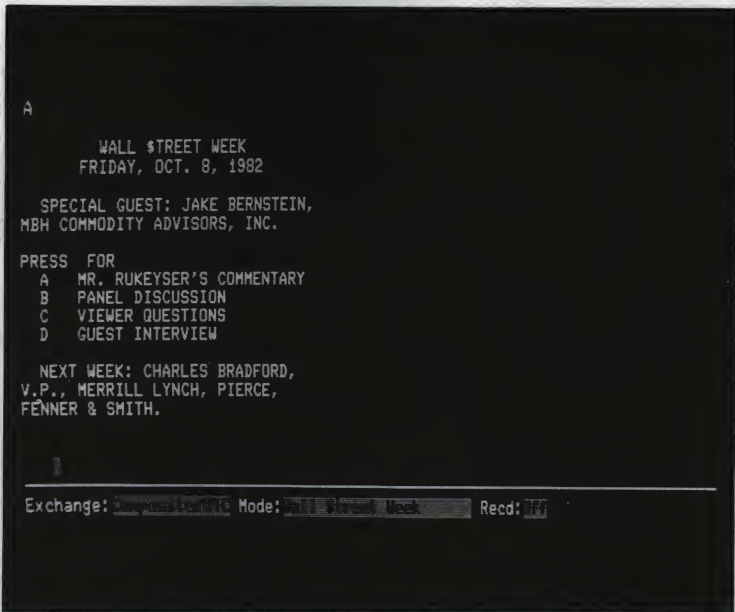 A
WALL $TREET WEEK
FRIDAY, OCT. 8, 1982
SPECIAL GUEST: JAKE BERNSTEIN,
MBH COMMODITY ADVISORS, INC.
PRESS FOR
A MR. RUKEYSER'S COMMENTARY
B PANEL DISCUSSION
C VIEWER QUESTIONS
D GUEST INTERVIEW
NEXT WEEK: CHARLES BRADFORD,
V.P., MERRILL LYNCH, PIERCE,
FENNER & SMITH.
Exchange: Mode: Wall $treet Week Recd: Off